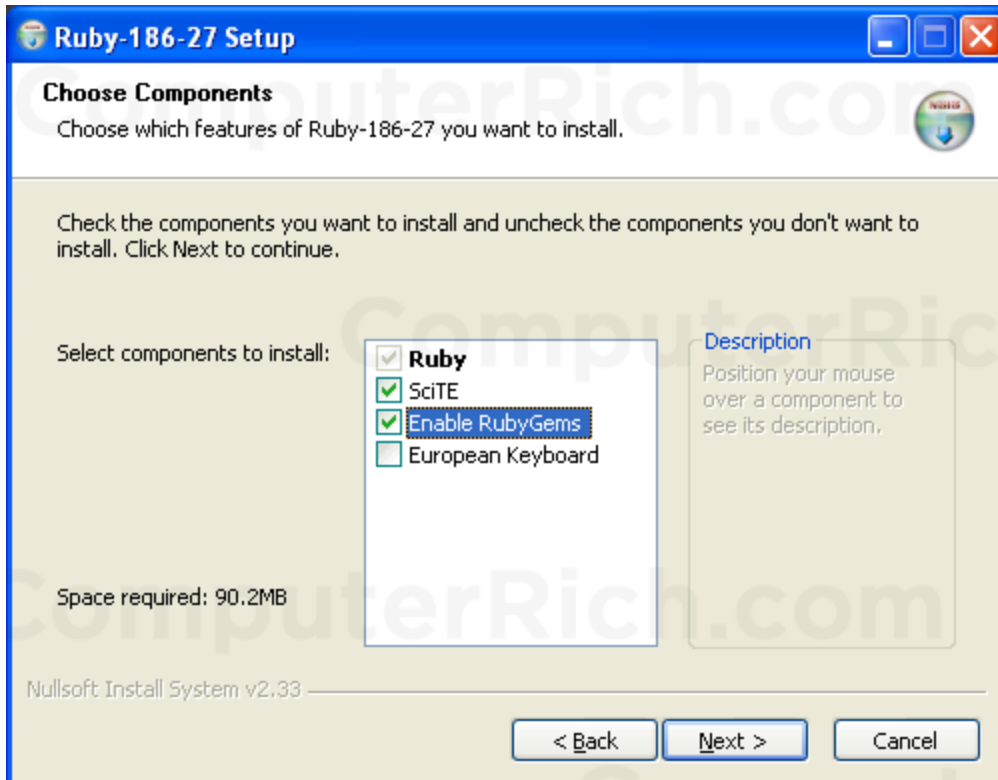 Ruby-186-27 Setup
Choose Components
Choose which features of Ruby-186-27 you want to install.
Check the components you want to install and uncheck the components you don't want to
install. Click Next to continue.
Select components to install:
Ruby
SciTE
Enable RubyGems
European Keyboard
Description
Position your mouse
over a component to
see its description.
Space required: 90.2MB
Nullsoft Install System v2.33
< Back
Next >
Cancel
ComputerRich.com
ComputerRic
ComputerRich.com